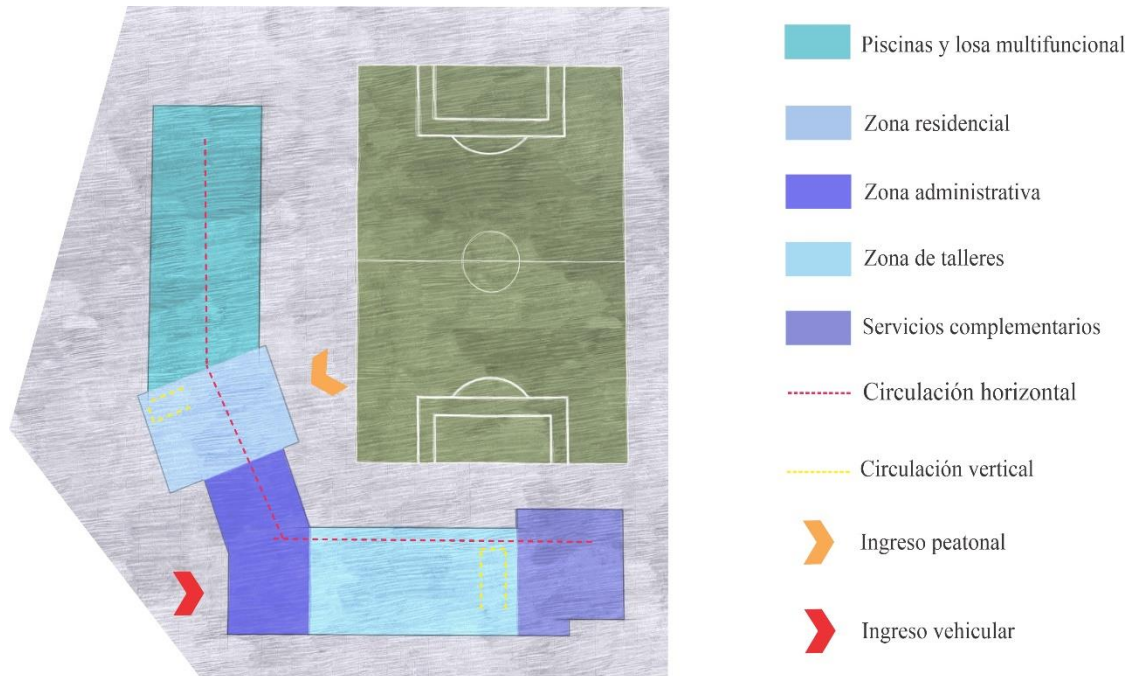 Piscinas y losa multifuncional
Zona residencial
Zona administrativa
Zona de talleres
Servicios complementarios
Circulación horizontal
Circulación vertical
Ingreso peatonal
Ingreso vehicular